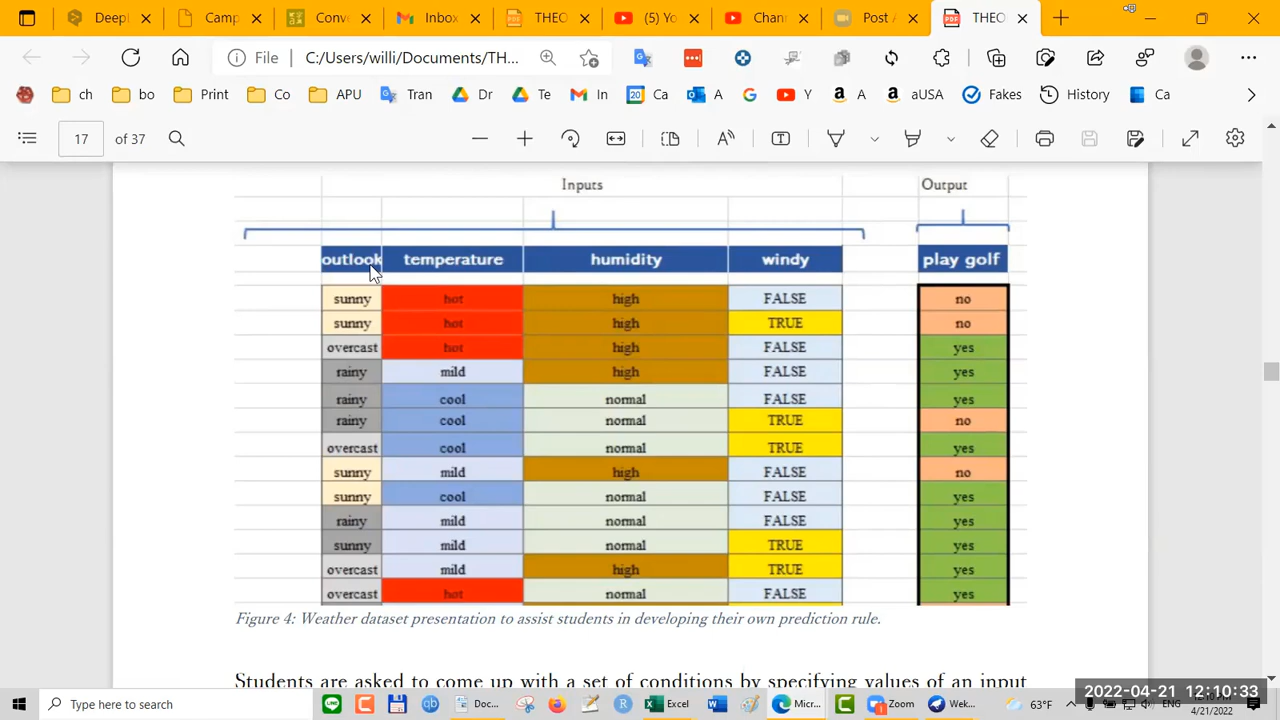 DeepL Camp Conv Inbox THEO (5) Yo Chan Post A THEO
File C:/Users/willi/Documents/TH...
ch bo Print Co APU Tran Dr Te In Ca A G Y A aUSA Fakes History Ca
17 of 37
Inputs Output
outlook temperature humidity windy play golf
sunny hot high FALSE no
sunny hot high TRUE no
overcast hot high FALSE yes
rainy mild high FALSE yes
rainy cool normal FALSE yes
rainy cool normal TRUE no
overcast cool normal TRUE yes
sunny mild high FALSE no
sunny cool normal FALSE yes
rainy mild normal FALSE yes
sunny mild normal TRUE yes
overcast mild high TRUE yes
overcast hot normal FALSE yes
Figure 4: Weather dataset presentation to assist students in developing their own prediction rule.
Students are asked to come up with a set of conditions by specifying values of an input
2022-04-21 12:10:33
Type here to search Doc... Excel Micr... Zoom Wek... 63°F ENG
4/21/2022